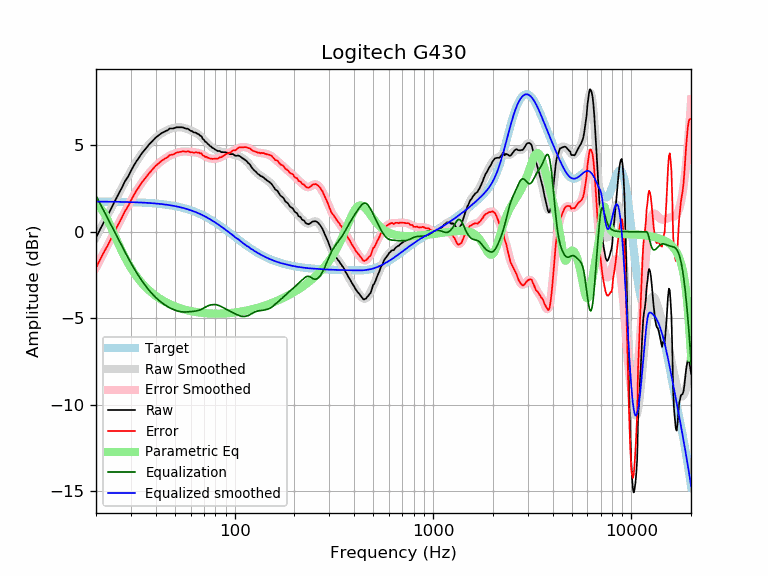 Logitech G430
Amplitude (dBr)
5
0
−5
−10
−15
Target
Raw Smoothed
Error Smoothed
Raw
Error
Parametric Eq
Equalization
Equalized smoothed
100
1000
10000
Frequency (Hz)